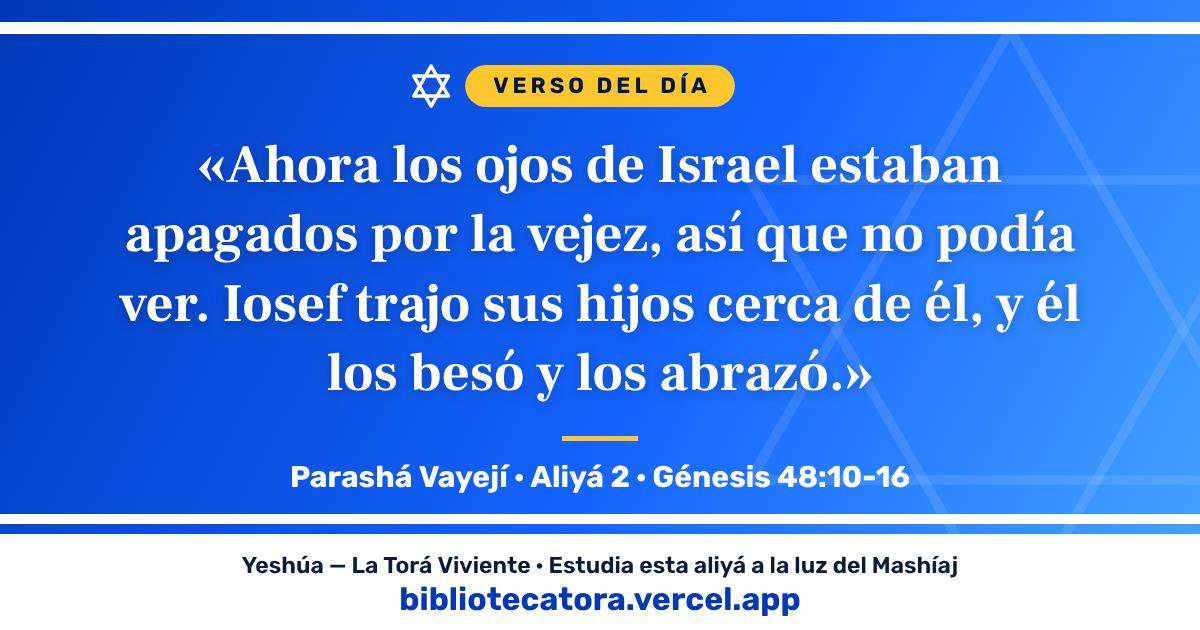 VERSO DEL DÍA
«Ahora los ojos de Israel estaban
apagados por la vejez, así que no podía
ver. Iosef trajo sus hijos cerca de él, y él
los besó y los abrazó.»
Parashá Vayejí • Aliyá 2 • Génesis 48:10-16
Yeshúa — La Torá Viviente • Estudia esta aliyá a la luz del Mashíaj
bibliotecatora.vercel.app